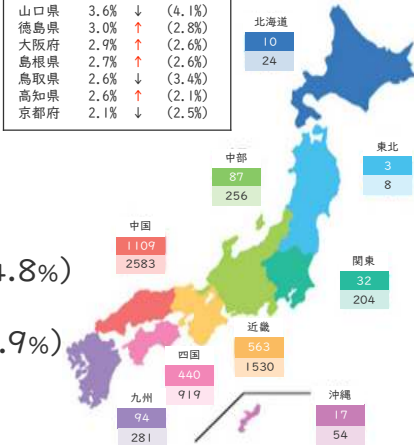 山口県 3.6% ↓ (4.1%)
徳島県 3.0% ↑ (2.8%)
大阪府 2.9% ↑ (2.6%)
島根県 2.7% ↑ (2.6%)
鳥取県 2.6% ↓ (3.4%)
高知県 2.6% ↑ (2.1%)
京都府 2.1% ↓ (2.5%)
北海道
10
24
東北
3
8
中部
87
256
中国
1109
2583
4.8%)
関東
32
204
.9%)
近畿
563
1530
四国
440
919
九州
94
281
沖縄
17
54